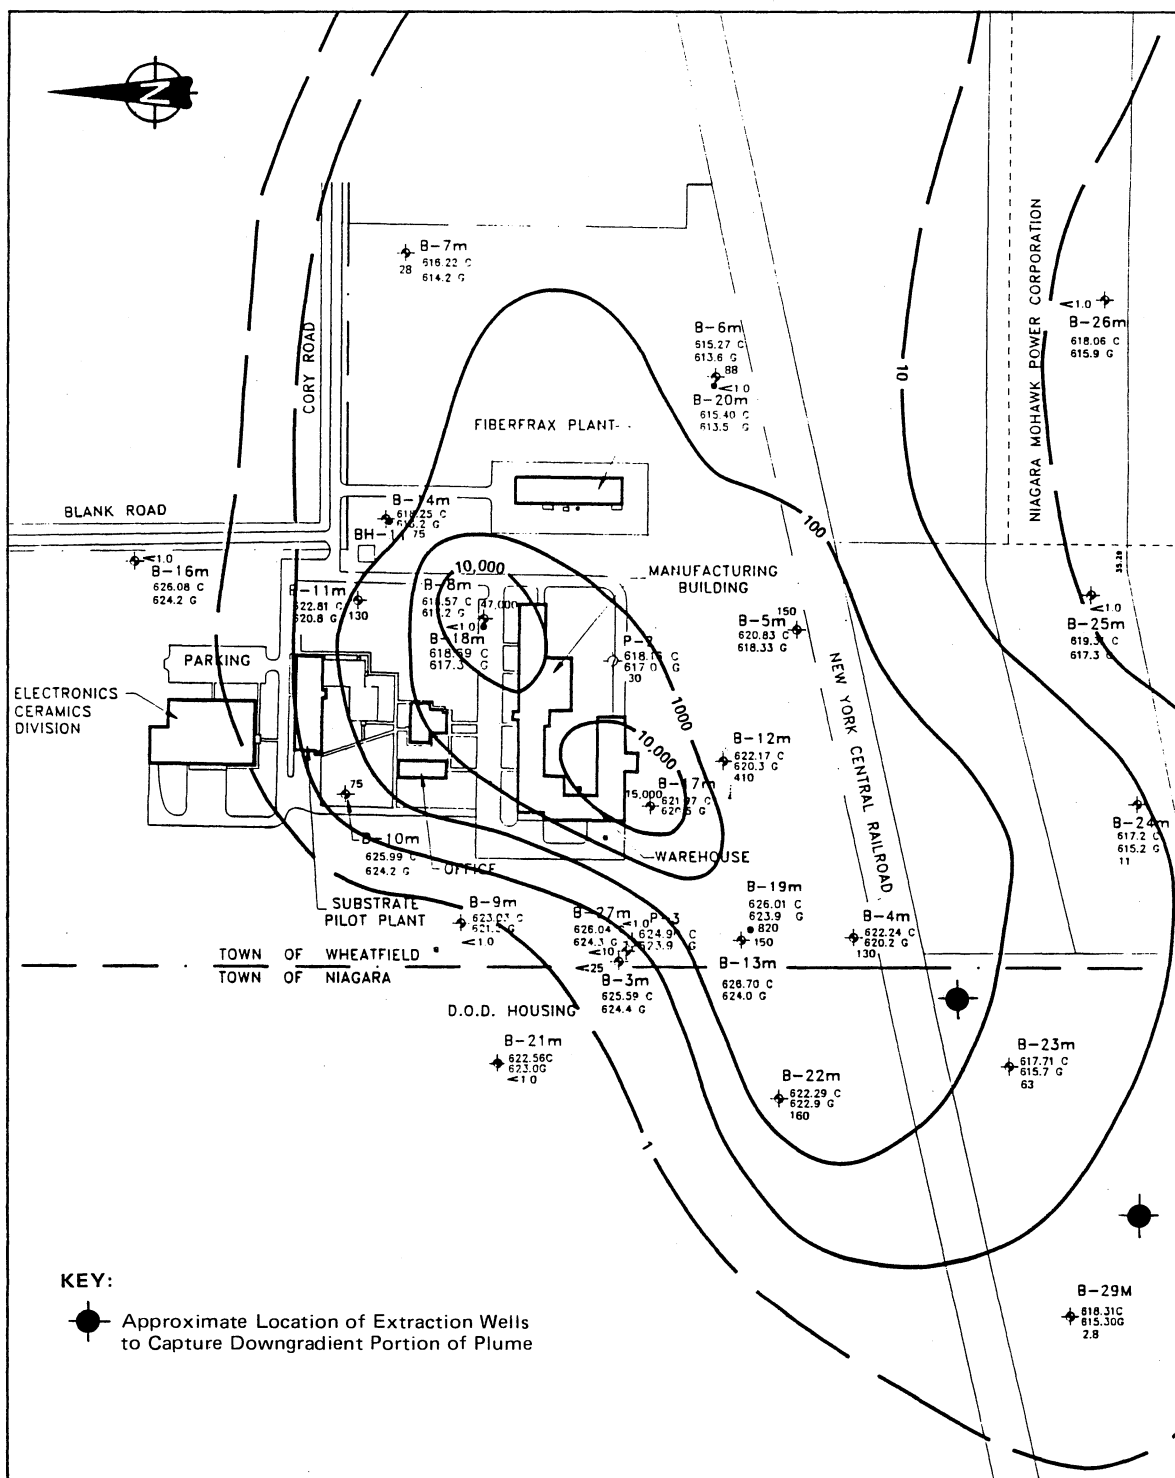 N
B-7m
616.22 C
614.2 G
28
CORY ROAD
B-6m
615.27 C
613.6 G
88
<1.0
B-20m
615.40 C
613.5 G
10
NIAGARA MOHAWK POWER CORPORATION
<1.0
B-26m
618.06 C
615.9 G
FIBERFRAX PLANT
BLANK ROAD
B-14m
75
100
35.28
<1.0
B-16m
626.08 C
624.2 G
10,000
B-8m
47,000
<1.0
B-18m
617.3
MANUFACTURING
BUILDING
B-11m
622.81 C
620.8 G
130
150
B-5m
620.83 C
618.33 G
<1.0
B-25m
617.3 G
618.16 C
617.0 G
30
PARKING
ELECTRONICS
CERAMICS
DIVISION
NEW YORK CENTRAL RAILROAD
1000
10,000
B-12m
622.17 C
620.3 G
410
B-17m
15,000
75
B-10m
625.99 C
624.2 G
OFFICE
WAREHOUSE
B-24m
617.2 C
615.2 G
11
SUBSTRATE
PILOT PLANT
B-9m
<1.0
B-27m
626.04
624.3 G
<1.0
P-3
<10
<25
B-19m
626.01 C
623.9 G
820
150
B-13m
626.70 C
624.0 G
B-4m
622.24 C
620.2 G
130
TOWN OF WHEATFIELD
TOWN OF NIAGARA
B-3m
625.59 C
624.4 G
D.O.D. HOUSING
B-21m
622.56C
623.0G
<1.0
B-22m
622.29 C
622.9 G
160
B-23m
617.71 C
615.7 G
63
1
B-29M
618.31C
615.30G
2.8
KEY:
Approximate Location of Extraction Wells
to Capture Downgradient Portion of Plume